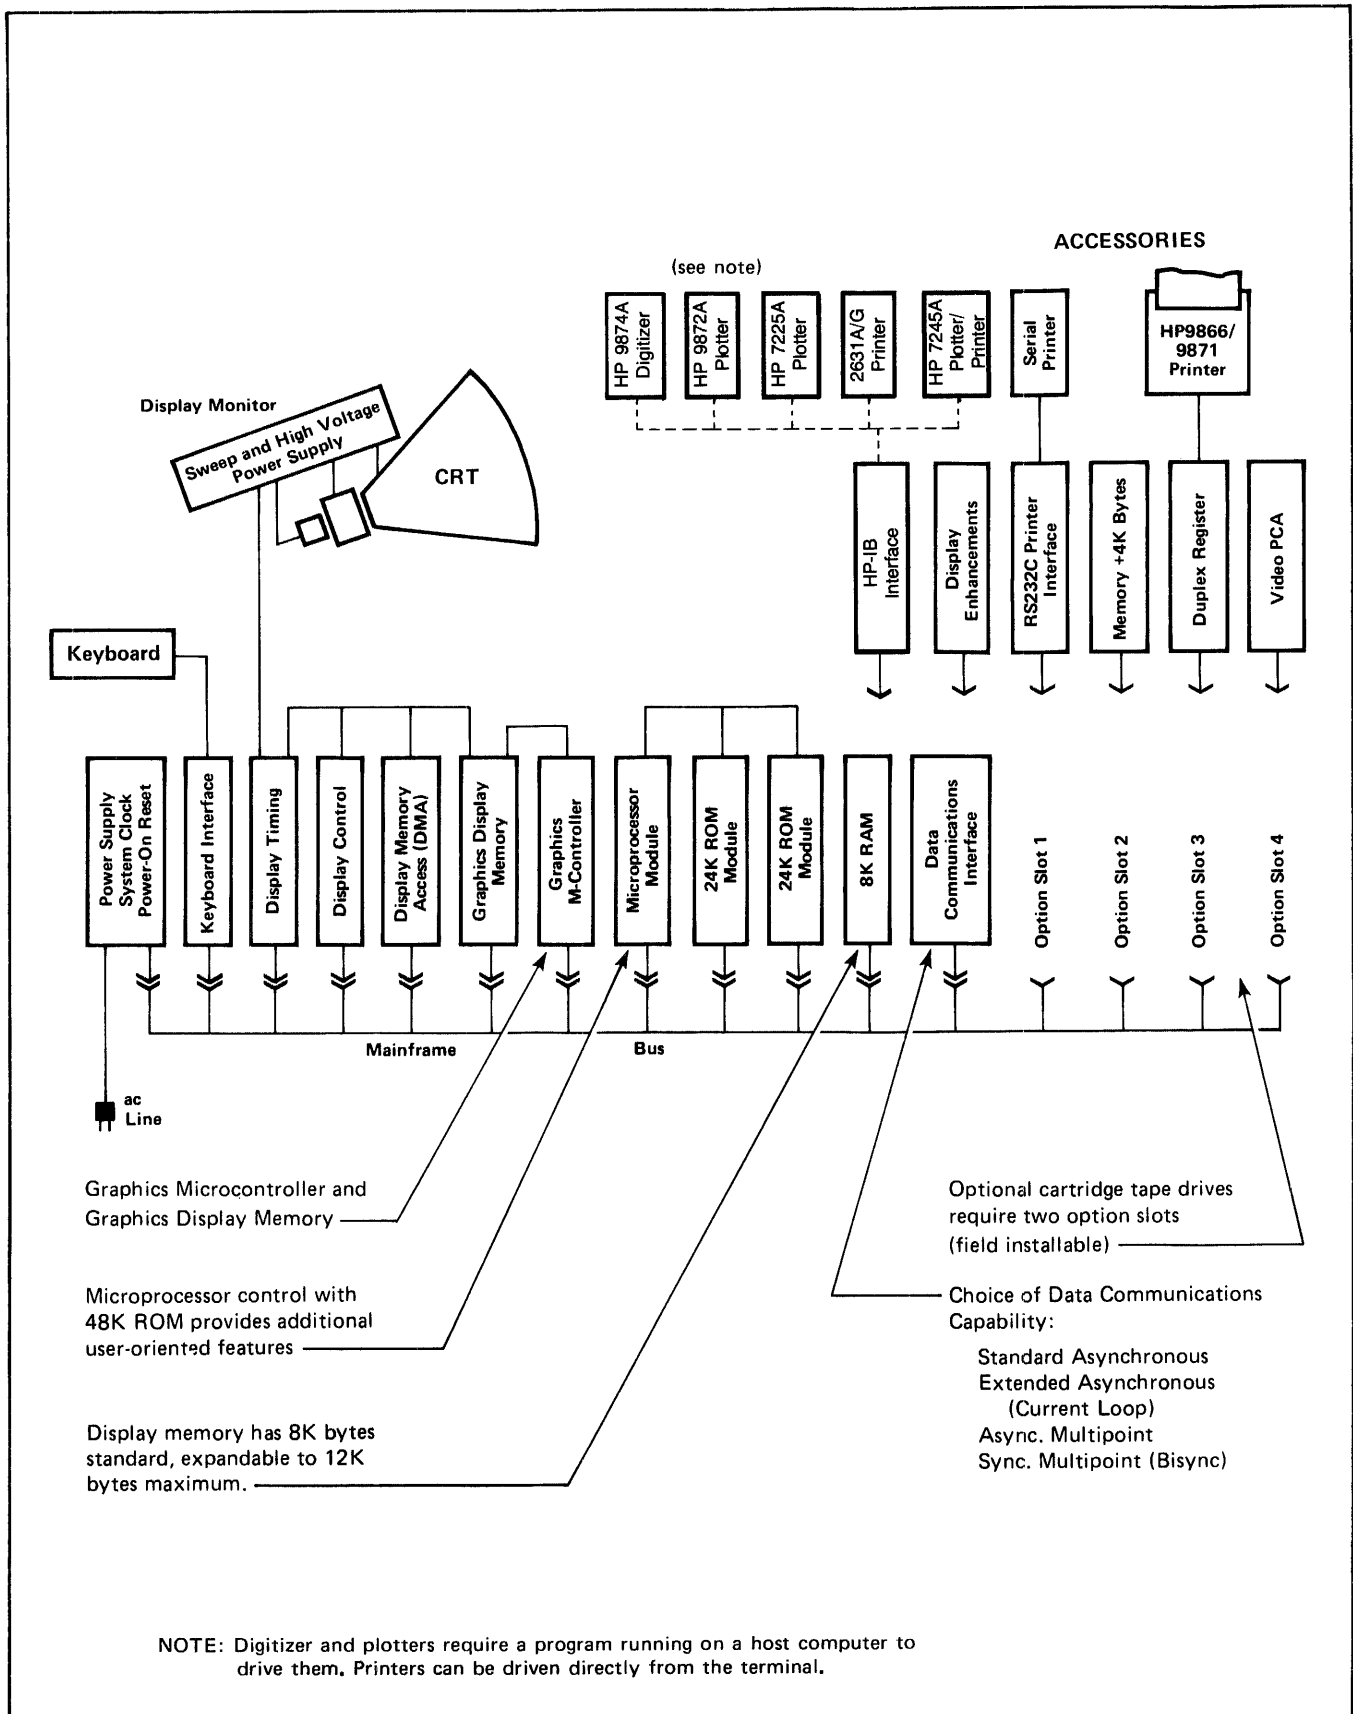 ACCESSORIES
(see note)
HP 9874A
Digitizer
HP 9872A
Plotter
HP 7225A
Plotter
2631A/G
Printer
HP 7245A
Plotter/
Printer
Serial
Printer
HP9866/
9871
Printer
Display Monitor
Sweep and High Voltage
Power Supply
CRT
HP-IB
Interface
Display
Enhancements
RS232C Printer
Interface
Memory +4K Bytes
Duplex Register
Video PCA
Keyboard
Power Supply
System Clock
Power-On Reset
Keyboard Interface
Display Timing
Display Control
Display Memory
Access (DMA)
Graphics Display
Memory
Graphics
M-Controller
Microprocessor
Module
24K ROM
Module
24K ROM
Module
8K RAM
Data
Communications
Interface
Option Slot 1
Option Slot 2
Option Slot 3
Option Slot 4
Mainframe
Bus
ac
Line
Graphics Microcontroller and
Graphics Display Memory
Microprocessor control with
48K ROM provides additional
user-oriented features
Display memory has 8K bytes
standard, expandable to 12K
bytes maximum.
Optional cartridge tape drives
require two option slots
(field installable)
Choice of Data Communications
Capability:
Standard Asynchronous
Extended Asynchronous
(Current Loop)
Async. Multipoint
Sync. Multipoint (Bisync)
NOTE: Digitizer and plotters require a program running on a host computer to
drive them. Printers can be driven directly from the terminal.